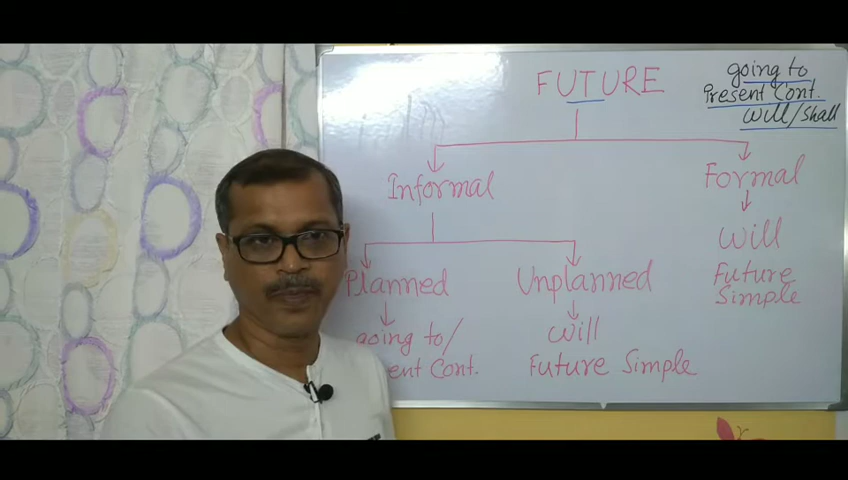 FUTURE
going to
Present Cont.
Will/Shall
Informal
Formal
Will
Future
Simple
Planned
Unplanned
going to/
Cont.
Will
Future Simple